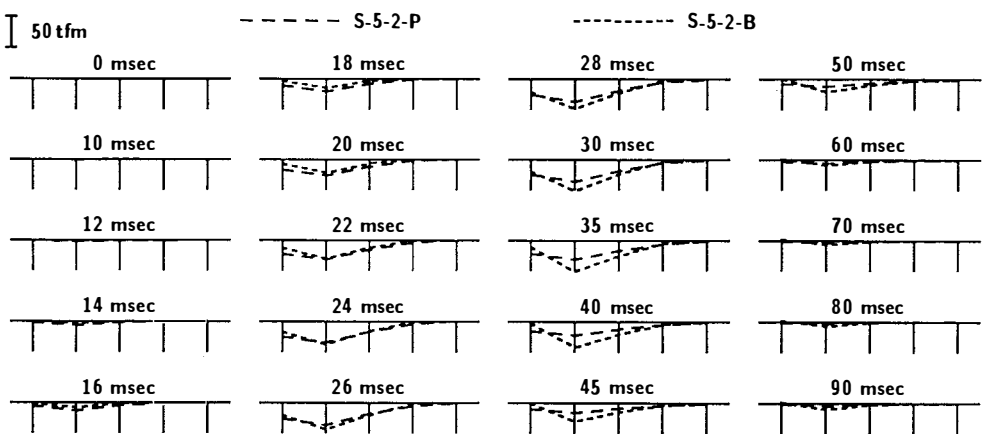 50 tfm S-5-2-P S-5-2-B
0 msec 18 msec 28 msec 50 msec
10 msec 20 msec 30 msec 60 msec
12 msec 22 msec 35 msec 70 msec
14 msec 24 msec 40 msec 80 msec
16 msec 26 msec 45 msec 90 msec